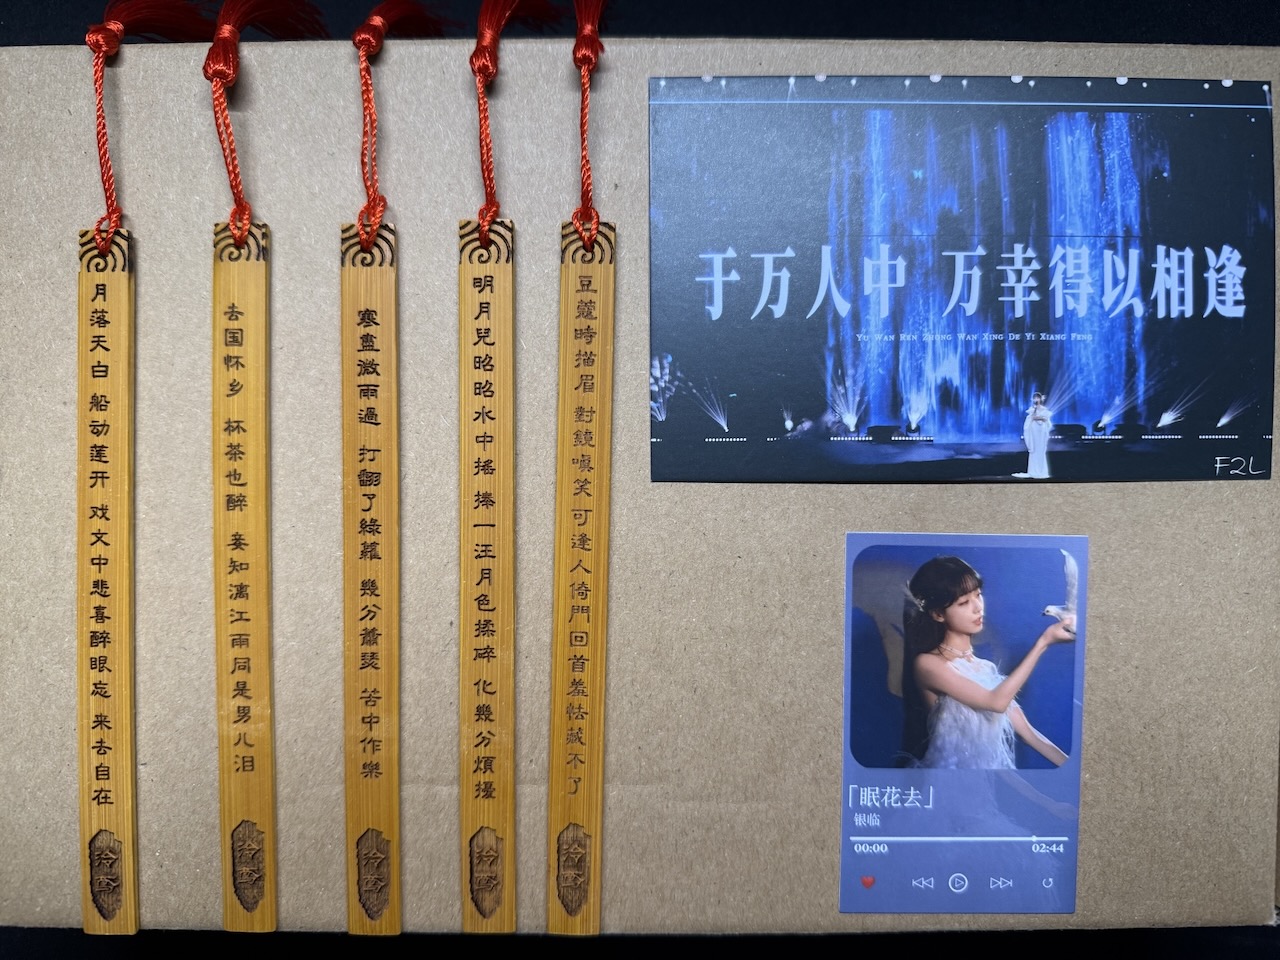 月落天白 船动莲开 戏文中悲喜醉眼忘 来去自在
去国怀乡 杯茶也醉 妾知漓江雨同是男儿泪
寒盡微雨過 打翻了綠蘿 幾分蕭瑟 苦中作樂
明月兒昭昭水中搖 捧一汪月色揉碎 化幾分煩擾
豆蔻時描眉 對鏡嗔笑 可逢人倚門回首羞怯藏不了
于万人中 万幸得以相逢
Yu Wan Ren Zhong Wan Xing De Yi Xiang Feng
F2L
「眠花去」
银临
00:00 02:44